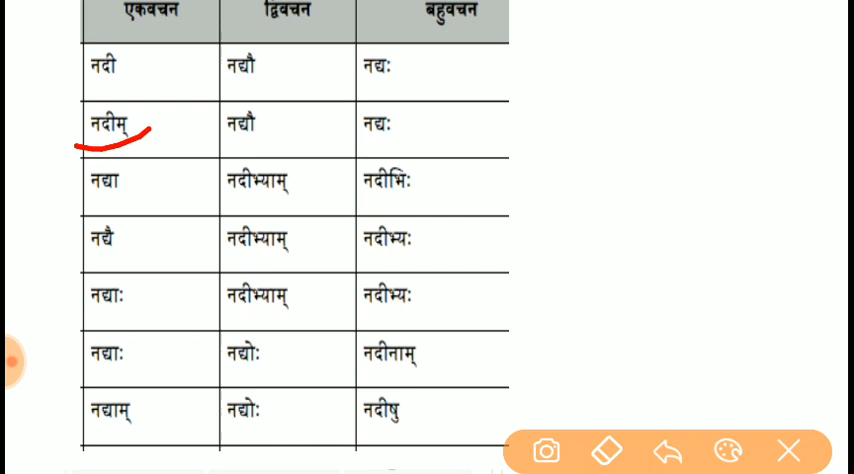 एकवचन द्विवचन बहुवचन
नदी नद्यौ नद्यः
नदीम् नद्यौ नद्यः
नद्या नदीभ्याम् नदीभिः
नद्यै नदीभ्याम् नदीभ्यः
नद्याः नदीभ्याम् नदीभ्यः
नद्याः नद्योः नदीनाम्
नद्याम् नद्योः नदीषु